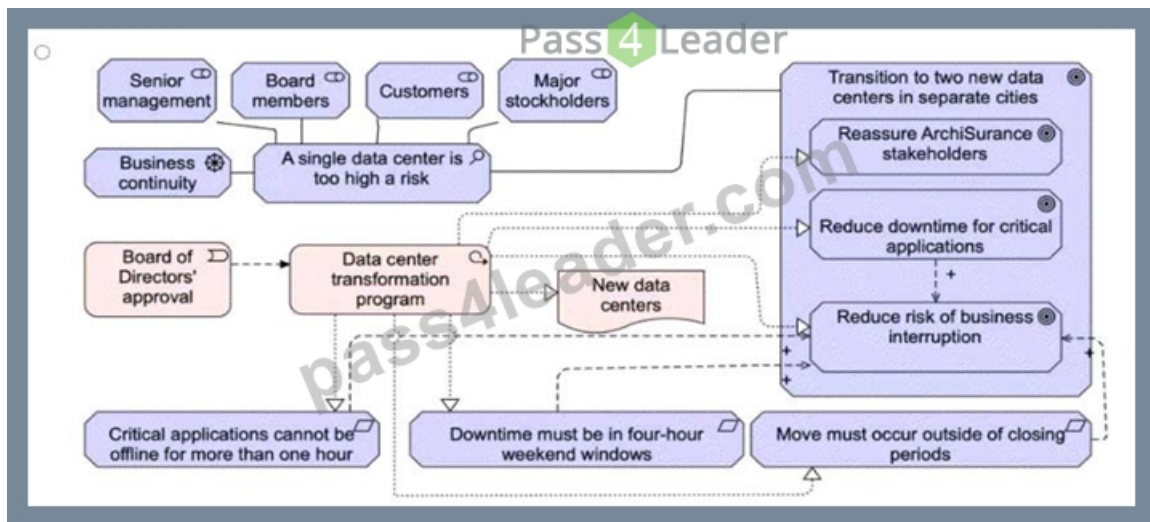 Pass 4 Leader
Senior
management
Board
members
Customers
Major
stockholders
Transition to two new data
centers in separate cities
Business
continuity
A single data center is
too high a risk
Reassure ArchiSurance
stakeholders
Reduce downtime for critical
applications
+
Board of
Directors'
approval
Data center
transformation
program
New data
centers
Reduce risk of business
interruption
+
+
+
Critical applications cannot be
offline for more than one hour
Downtime must be in four-hour
weekend windows
Move must occur outside of closing
periods
pass4leader.com